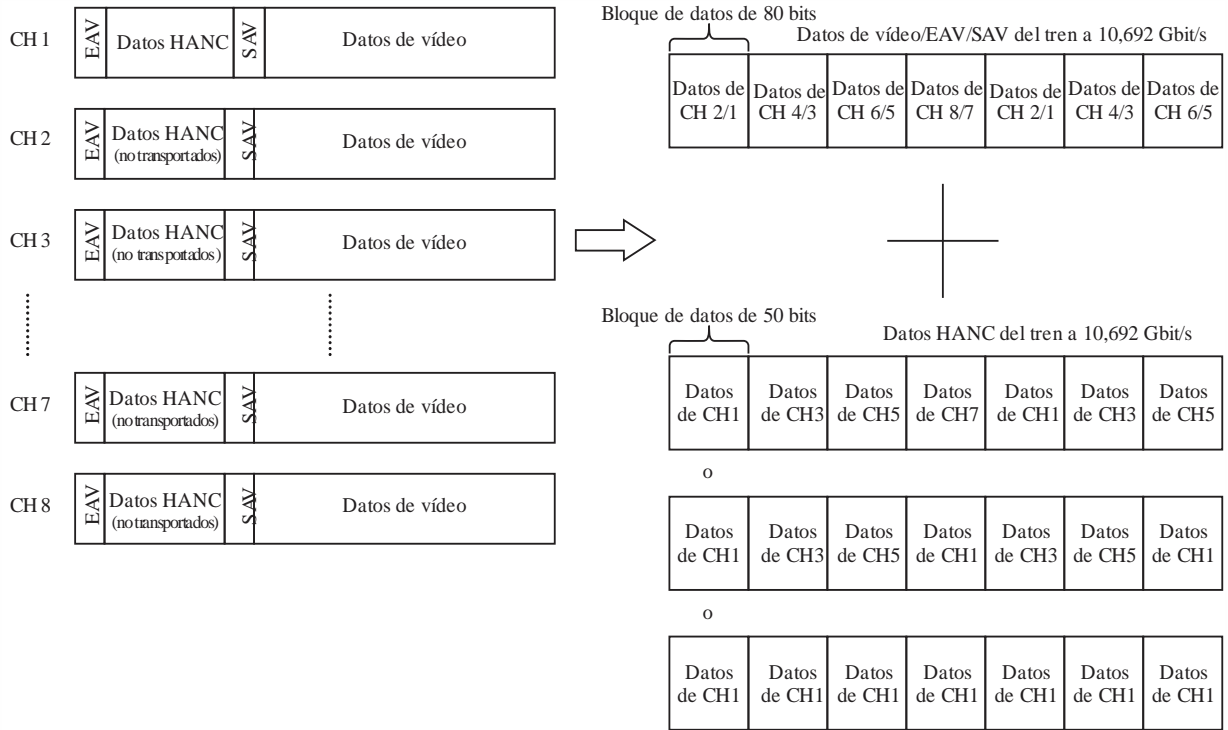 CH 1
EAV
Datos HANC
SAV
Datos de vídeo
CH 2
EAV
Datos HANC
(no transportados)
SAV
Datos de vídeo
CH 3
EAV
Datos HANC
(no transportados)
SAV
Datos de vídeo
CH 7
EAV
Datos HANC
(no transportados)
SAV
Datos de vídeo
CH 8
EAV
Datos HANC
(no transportados)
SAV
Datos de vídeo
Bloque de datos de 80 bits
Datos de vídeo/EAV/SAV del tren a 10,692 Gbit/s
Datos de Datos de Datos de Datos de Datos de Datos de Datos de
CH 2/1 CH 4/3 CH 6/5 CH 8/7 CH 2/1 CH 4/3 CH 6/5
Bloque de datos de 50 bits
Datos HANC del tren a 10,692 Gbit/s
Datos Datos Datos Datos Datos Datos Datos
de CH1 de CH3 de CH5 de CH7 de CH1 de CH3 de CH5
o
Datos Datos Datos Datos Datos Datos Datos
de CH1 de CH3 de CH5 de CH1 de CH3 de CH5 de CH1
o
Datos Datos Datos Datos Datos Datos Datos
de CH1 de CH1 de CH1 de CH1 de CH1 de CH1 de CH1